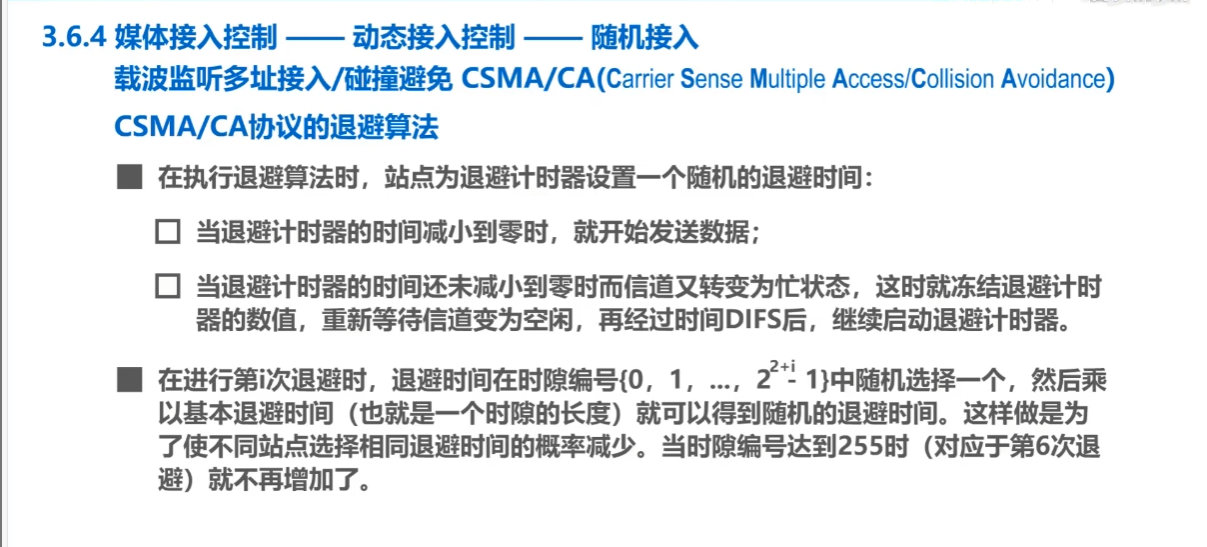 3.6.4 媒体接入控制 —— 动态接入控制 —— 随机接入
载波监听多址接入/碰撞避免 CSMA/CA(Carrier Sense Multiple Access/Collision Avoidance)
CSMA/CA协议的退避算法
■ 在执行退避算法时，站点为退避计时器设置一个随机的退避时间：
□ 当退避计时器的时间减小到零时，就开始发送数据；
□ 当退避计时器的时间还未减小到零时而信道又转变为忙状态，这时就冻结退避计时
器的数值，重新等待信道变为空闲，再经过时间DIFS后，继续启动退避计时器。
■ 在进行第i次退避时，退避时间在时隙编号{0，1，...，2²⁺ⁱ- 1}中随机选择一个，然后乘
以基本退避时间（也就是一个时隙的长度）就可以得到随机的退避时间。这样做是为
了使不同站点选择相同退避时间的概率减少。当时隙编号达到255时（对应于第6次退
避）就不再增加了。